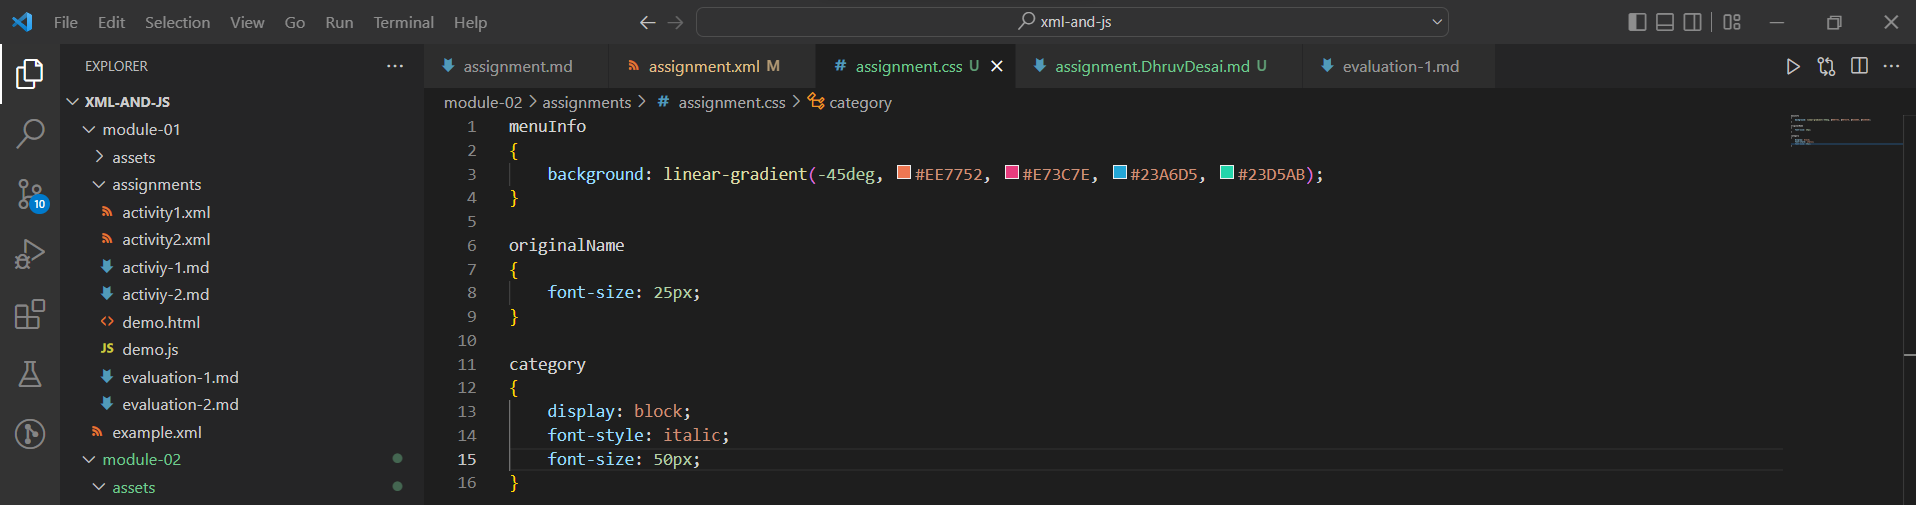 File Edit Selection View Go Run Terminal Help
xml-and-js
EXPLORER
XML-AND-JS
module-01
assets
assignments
activity1.xml
activity2.xml
activiy-1.md
activiy-2.md
demo.html
JS demo.js
evaluation-1.md
evaluation-2.md
example.xml
module-02
assets
10
assignment.md
assignment.xml M
# assignment.css U
assignment.DhruvDesai.md U
evaluation-1.md
module-02 > assignments > # assignment.css > category
1 menuInfo
2 {
3 background: linear-gradient(-45deg, #EE7752, #E73C7E, #23A6D5, #23D5AB);
4 }
5
6 originalName
7 {
8 font-size: 25px;
9 }
10
11 category
12 {
13 display: block;
14 font-style: italic;
15 font-size: 50px;
16 }